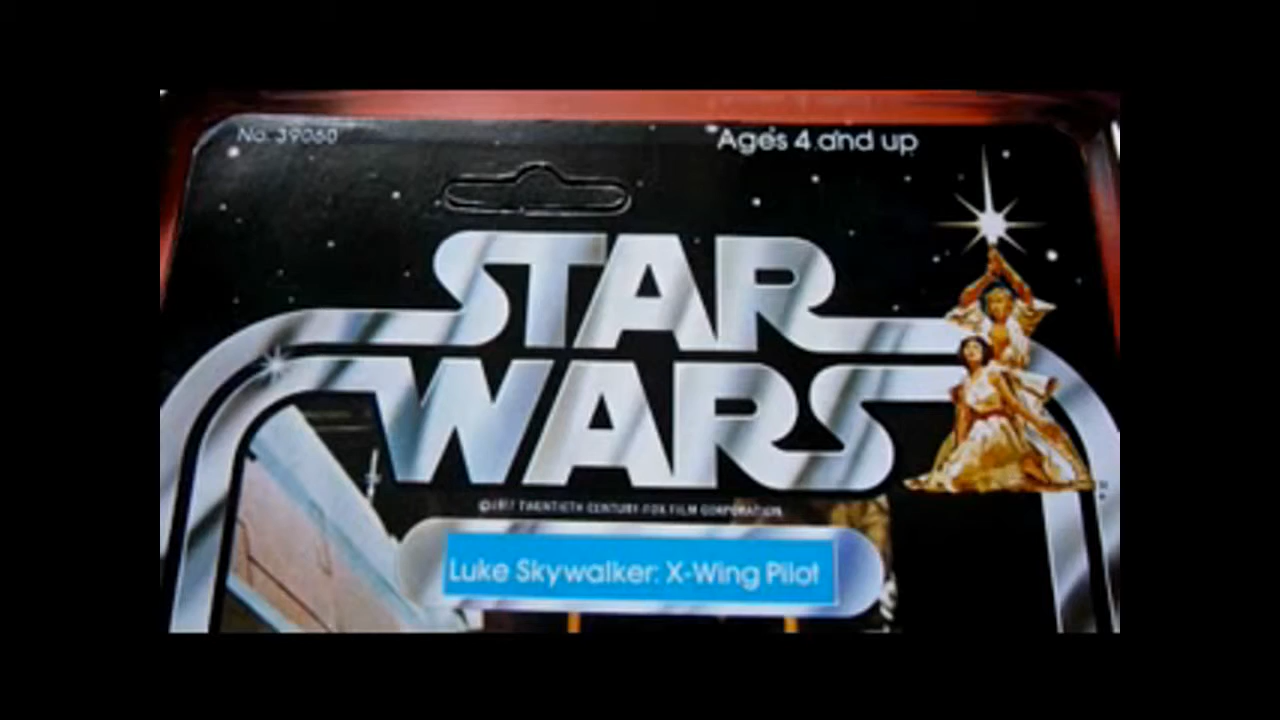 No. 39060
Ages 4 and up
STAR
WARS
©1977 TWENTIETH CENTURY-FOX FILM CORPORATION
Luke Skywalker: X-Wing Pilot